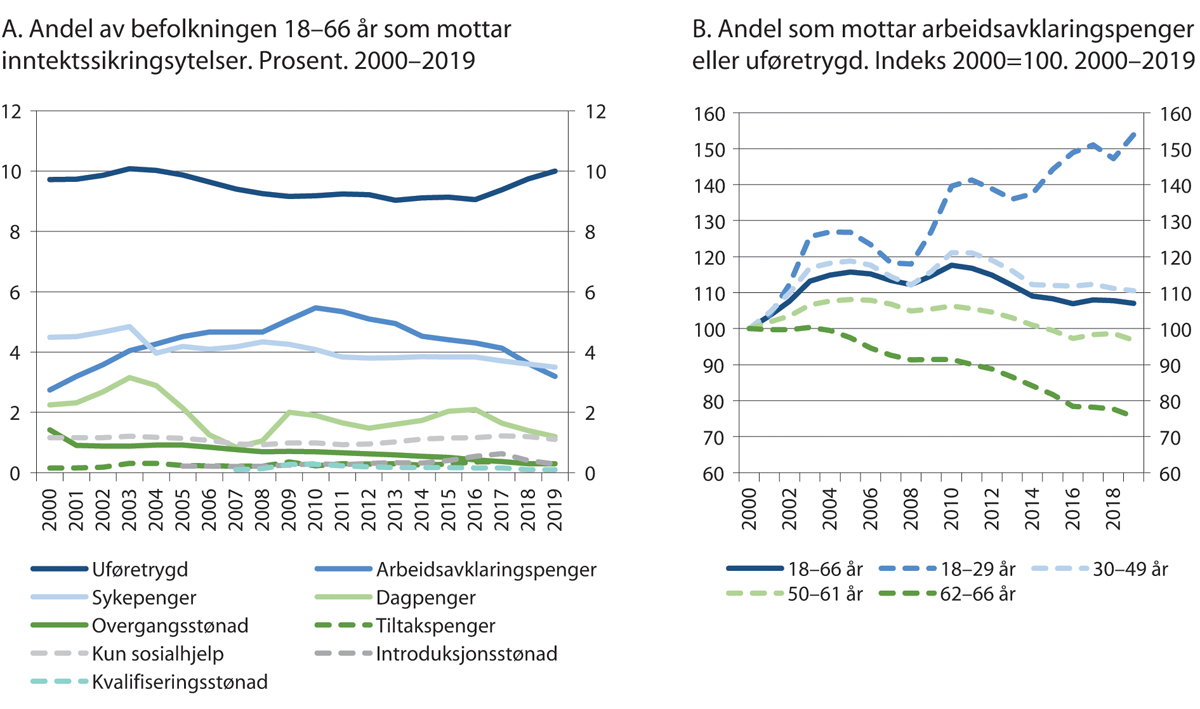 A. Andel av befolkningen 18–66 år som mottar
inntektssikringsytelser. Prosent. 2000–2019
12 12
10 10
8 8
6 6
4 4
2 2
0 0
2000 2001 2002 2003 2004 2005 2006 2007 2008 2009 2010 2011 2012 2013 2014 2015 2016 2017 2018 2019
Uføretrygd Arbeidsavklaringspenger
Sykepenger Dagpenger
Overgangsstønad Tiltakspenger
Kun sosialhjelp Introduksjonsstønad
Kvalifiseringsstønad
B. Andel som mottar arbeidsavklaringspenger
eller uføretrygd. Indeks 2000=100. 2000–2019
160 160
150 150
140 140
130 130
120 120
110 110
100 100
90 90
80 80
70 70
60 60
2000 2002 2004 2006 2008 2010 2012 2014 2016 2018
18–66 år 18–29 år 30–49 år
50–61 år 62–66 år